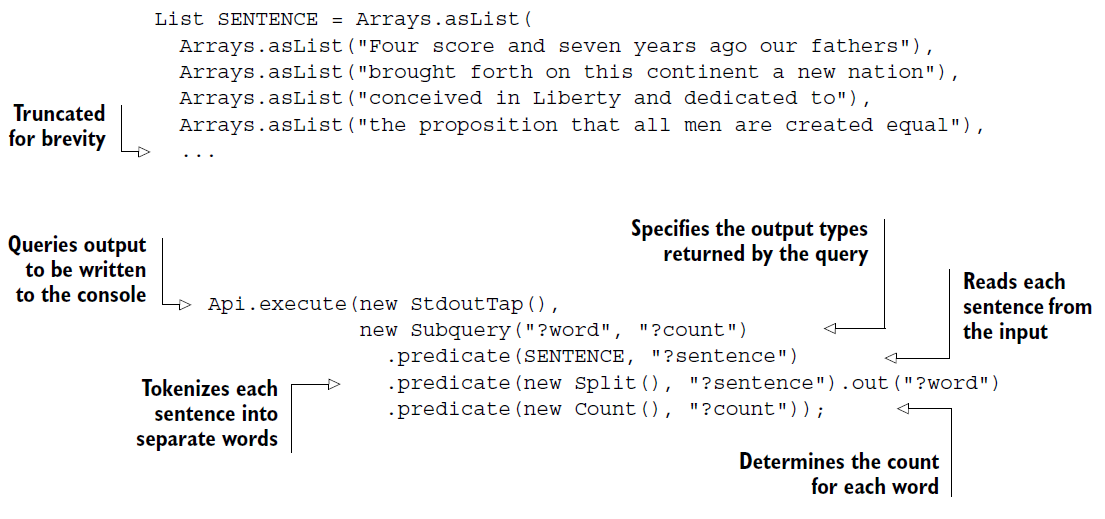 List SENTENCE = Arrays.asList(
Arrays.asList("Four score and seven years ago our fathers"),
Arrays.asList("brought forth on this continent a new nation"),
Arrays.asList("conceived in Liberty and dedicated to"),
Arrays.asList("the proposition that all men are created equal"),
...
Truncated
for brevity
Queries output
to be written
to the console
Specifies the output types
returned by the query
Reads each
sentence from
the input
Api.execute(new StdoutTap(),
new Subquery("?word", "?count")
.predicate(SENTENCE, "?sentence")
.predicate(new Split(), "?sentence").out("?word")
.predicate(new Count(), "?count"));
Tokenizes each
sentence into
separate words
Determines the count
for each word